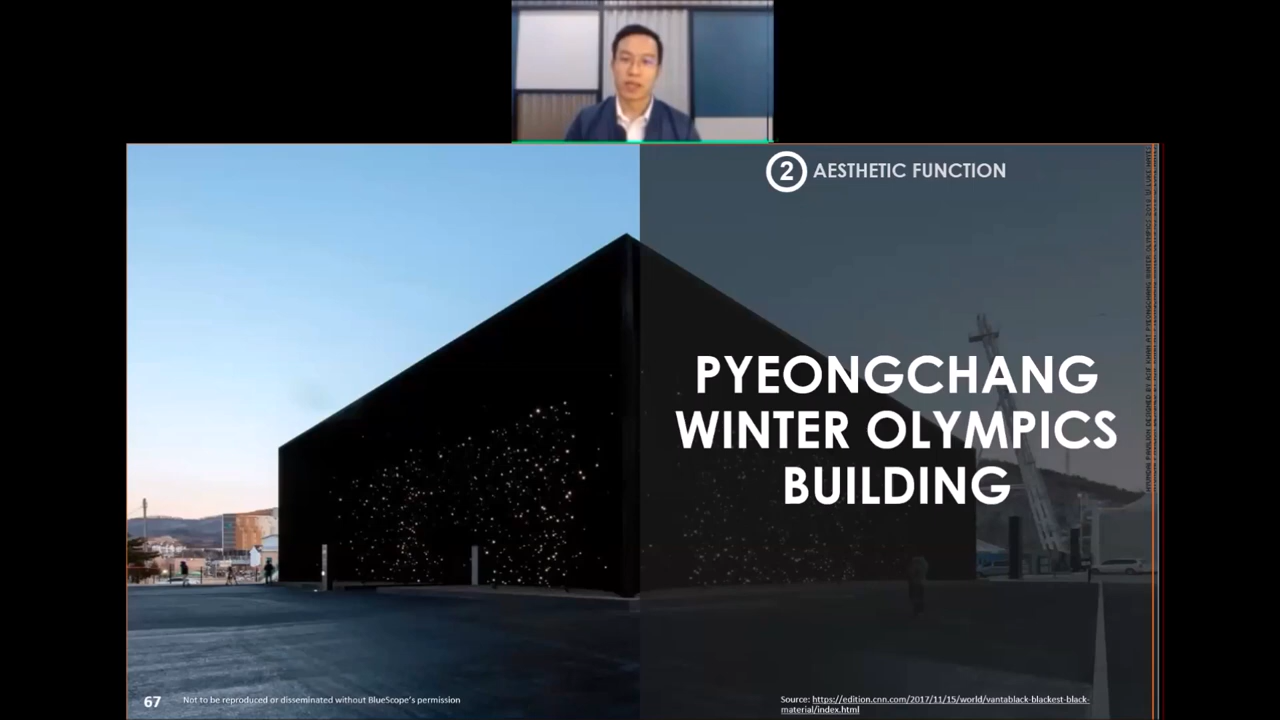 2 AESTHETIC FUNCTION
PYEONGCHANG
WINTER OLYMPICS
BUILDING
67
Not to be reproduced or disseminated without BlueScope's permission
Source: https://edition.cnn.com/2017/11/15/world/vantablack-blackest-black-
material/index.html